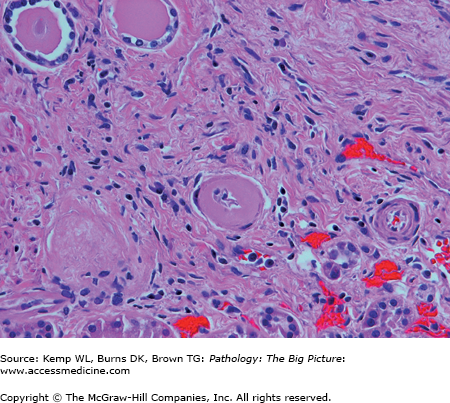 Source: Kemp WL, Burns DK, Brown TG: Pathology: The Big Picture:
www.accessmedicine.com
Copyright © The McGraw-Hill Companies, Inc. All rights reserved.